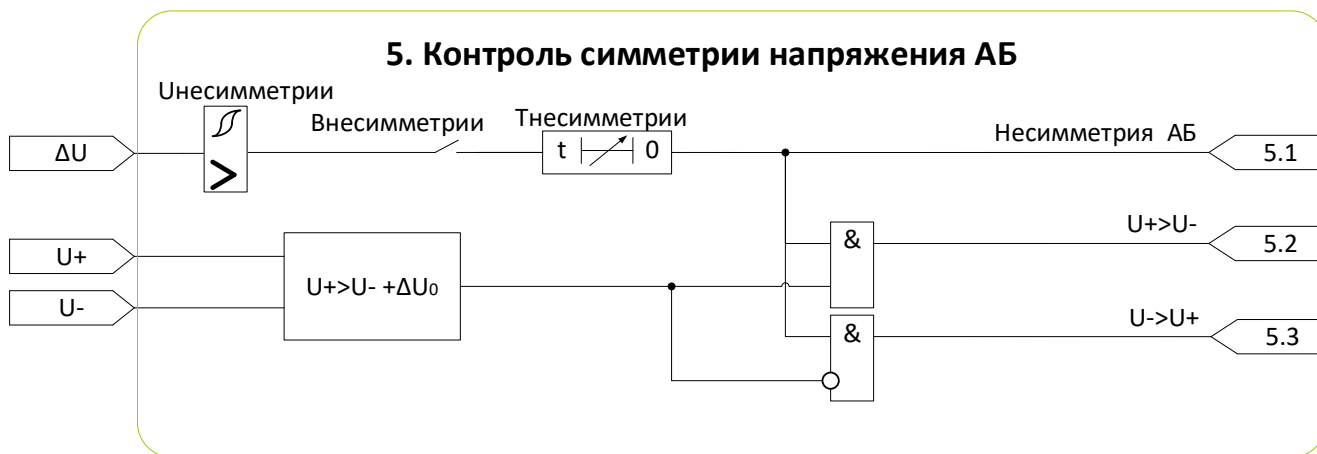 5. Контроль симметрии напряжения АБ
Uнесимметрии
Внесимметрии
Тнесимметрии
ΔU
>
t
0
Несимметрия АБ
5.1
U+
U-
U+>U- +ΔU₀
&
U+>U-
5.2
&
U->U+
5.3